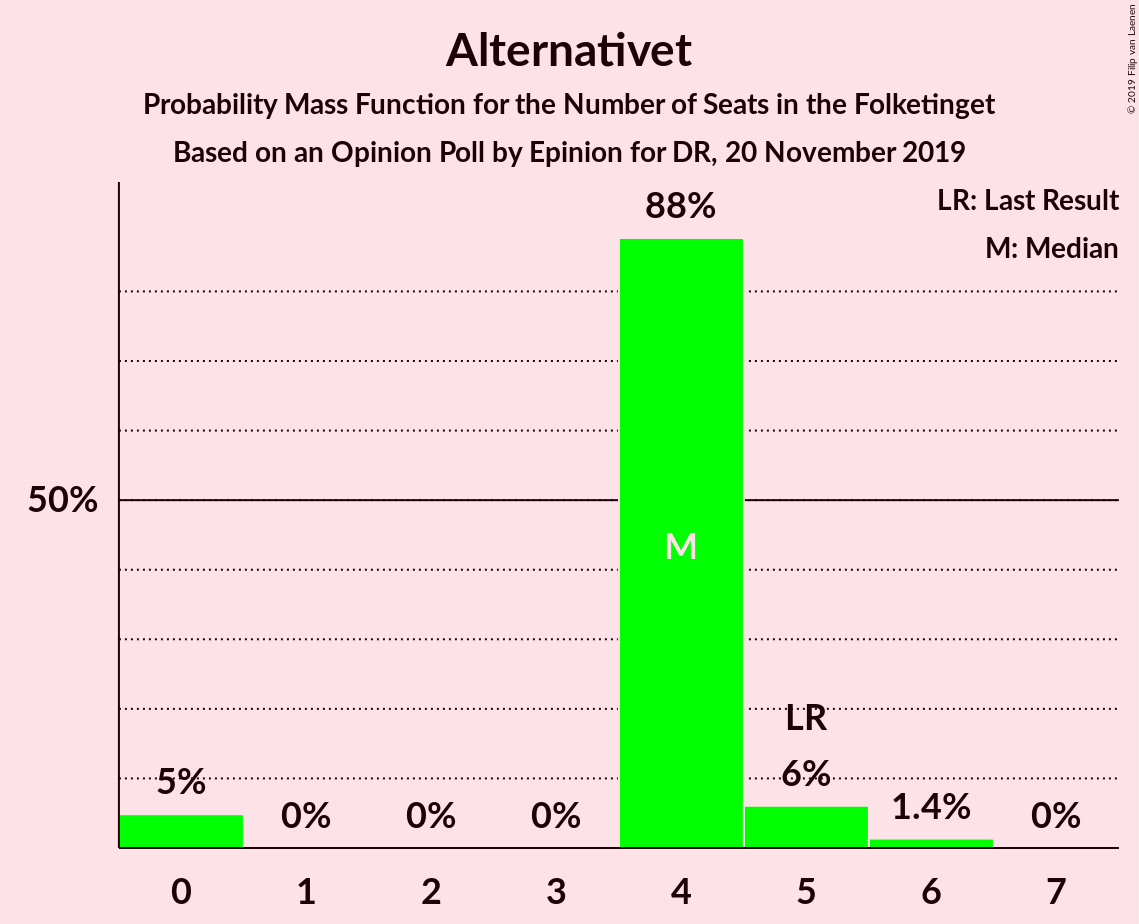 Alternativet
Probability Mass Function for the Number of Seats in the Folketinget
Based on an Opinion Poll by Epinion for DR, 20 November 2019
© 2019 Filip van Laenen
LR: Last Result
M: Median
88%
50%
M
LR
5%
0%
0%
0%
6%
1.4%
0%
0
1
2
3
4
5
6
7